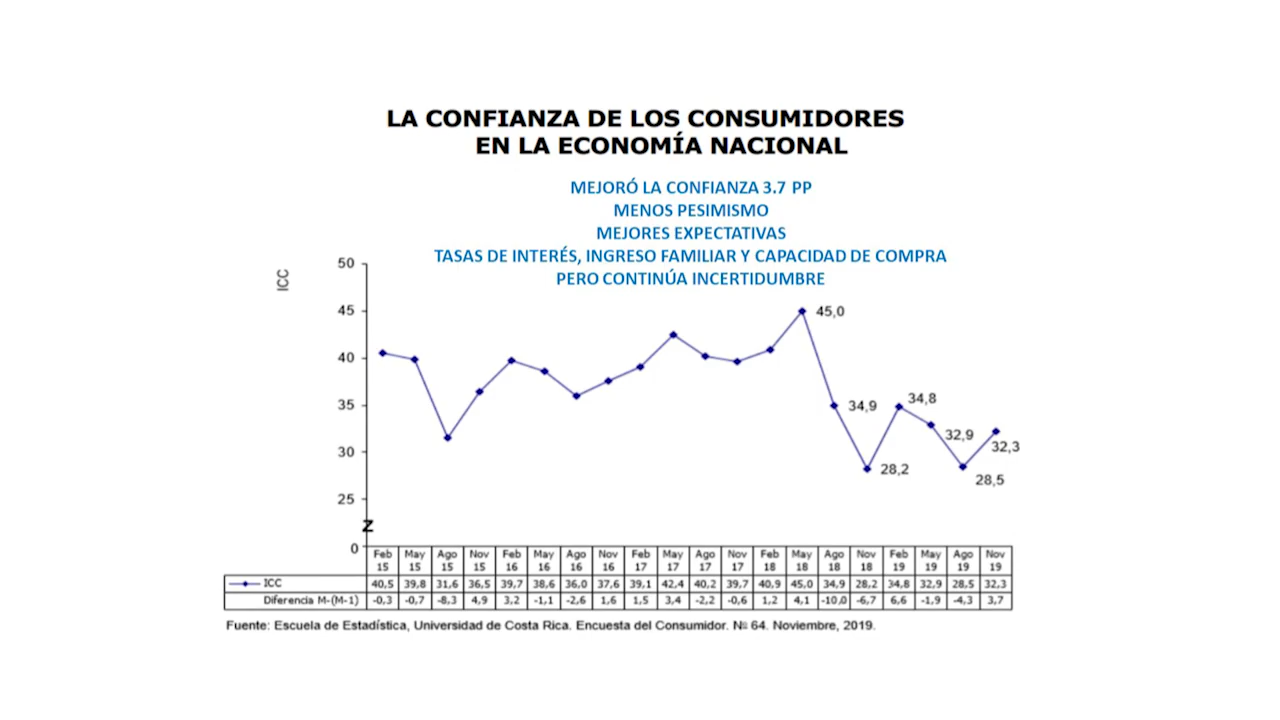 LA CONFIANZA DE LOS CONSUMIDORES
EN LA ECONOMÍA NACIONAL
MEJORÓ LA CONFIANZA 3.7 PP
MENOS PESIMISMO
MEJORES EXPECTATIVAS
TASAS DE INTERÉS, INGRESO FAMILIAR Y CAPACIDAD DE COMPRA
PERO CONTINÚA INCERTIDUMBRE
ICC
50
45
40
35
30
25
Z
0
45,0
34,9
28,2
34,8
32,9
28,5
32,3
Feb May Ago Nov Feb May Ago Nov Feb May Ago Nov Feb May Ago Nov Feb May Ago Nov
15 15 15 15 16 16 16 16 17 17 17 17 18 18 18 18 19 19 19 19
ICC 40,5 39,8 31,6 36,5 39,7 38,6 36,0 37,6 39,1 42,4 40,2 39,7 40,9 45,0 34,9 28,2 34,8 32,9 28,5 32,3
Diferencia M-(M-1) -0,3 -0,7 -8,3 4,9 3,2 -1,1 -2,6 1,6 1,5 3,4 -2,2 -0,6 1,2 4,1 -10,0 -6,7 6,6 -1,9 -4,3 3,7
Fuente: Escuela de Estadística, Universidad de Costa Rica. Encuesta del Consumidor. Nº 64. Noviembre, 2019.